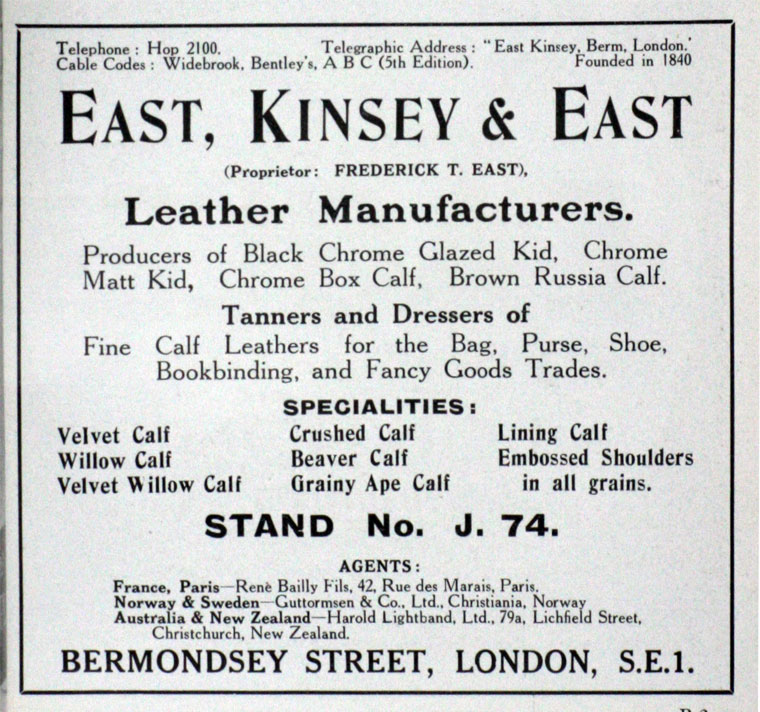 Telephone : Hop 2100. Telegraphic Address : "East Kinsey, Berm, London.'
Cable Codes : Widebrook, Bentley's, A B C (5th Edition). Founded in 1840
EAST, KINSEY & EAST
(Proprietor: FREDERICK T. EAST),
Leather Manufacturers.
Producers of Black Chrome Glazed Kid, Chrome
Matt Kid, Chrome Box Calf, Brown Russia Calf.
Tanners and Dressers of
Fine Calf Leathers for the Bag, Purse, Shoe,
Bookbinding, and Fancy Goods Trades.
SPECIALITIES:
Velvet Calf Crushed Calf Lining Calf
Willow Calf Beaver Calf Embossed Shoulders
Velvet Willow Calf Grainy Ape Calf in all grains.
STAND No. J. 74.
AGENTS:
France, Paris—Renè Bailly Fils, 42, Rue des Marais, Paris.
Norway & Sweden—Guttormsen & Co., Ltd., Christiania, Norway
Australia & New Zealand—Harold Lightband, Ltd., 79a, Lichfield Street,
Christchurch, New Zealand.
BERMONDSEY STREET, LONDON, S.E.1.